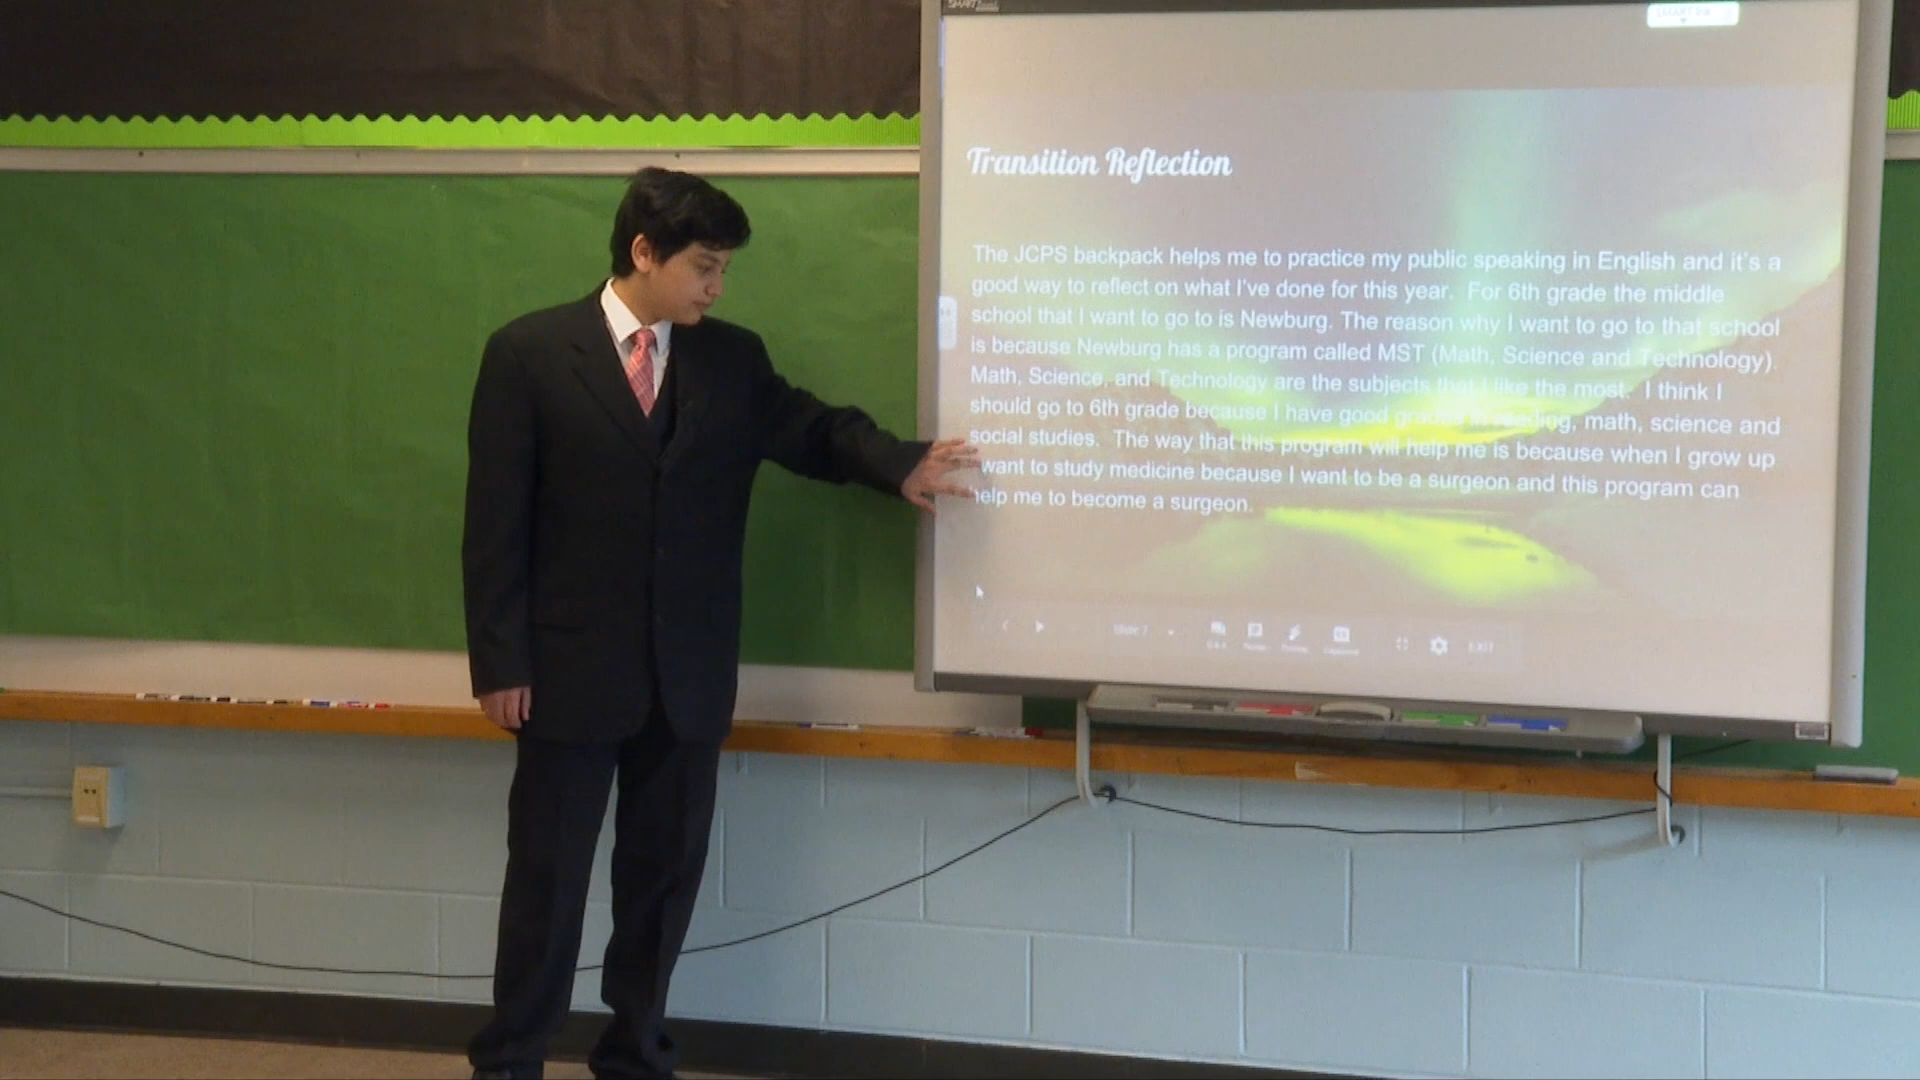 SMART
Transition Reflection
The JCPS backpack helps me to practice my public speaking in English and it's a
good way to reflect on what I've done for this year. For 6th grade the middle
school that I want to go to is Newburg. The reason why I want to go to that school
is because Newburg has a program called MST (Math, Science and Technology).
Math, Science, and Technology are the subjects that I like the most. I think I
should go to 6th grade because I have good grades in reading, math, science and
social studies. The way that this program will help me is because when I grow up
want to study medicine because I want to be a surgeon and this program can
help me to become a surgeon.
Slide 7
EXIT